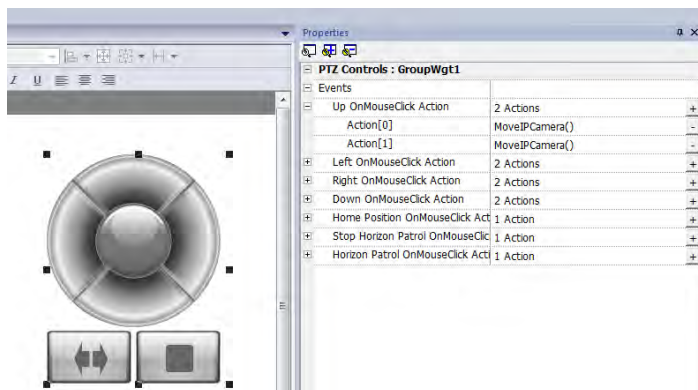 Properties
I U
PTZ Controls : GroupWgt1
Events
Up OnMouseClick Action 2 Actions +
Action[0] MoveIPCamera() -
Action[1] MoveIPCamera() -
Left OnMouseClick Action 2 Actions +
Right OnMouseClick Action 2 Actions +
Down OnMouseClick Action 2 Actions +
Home Position OnMouseClick Act 1 Action +
Stop Horizon Patrol OnMouseClic 1 Action +
Horizon Patrol OnMouseClick Acti 1 Action +